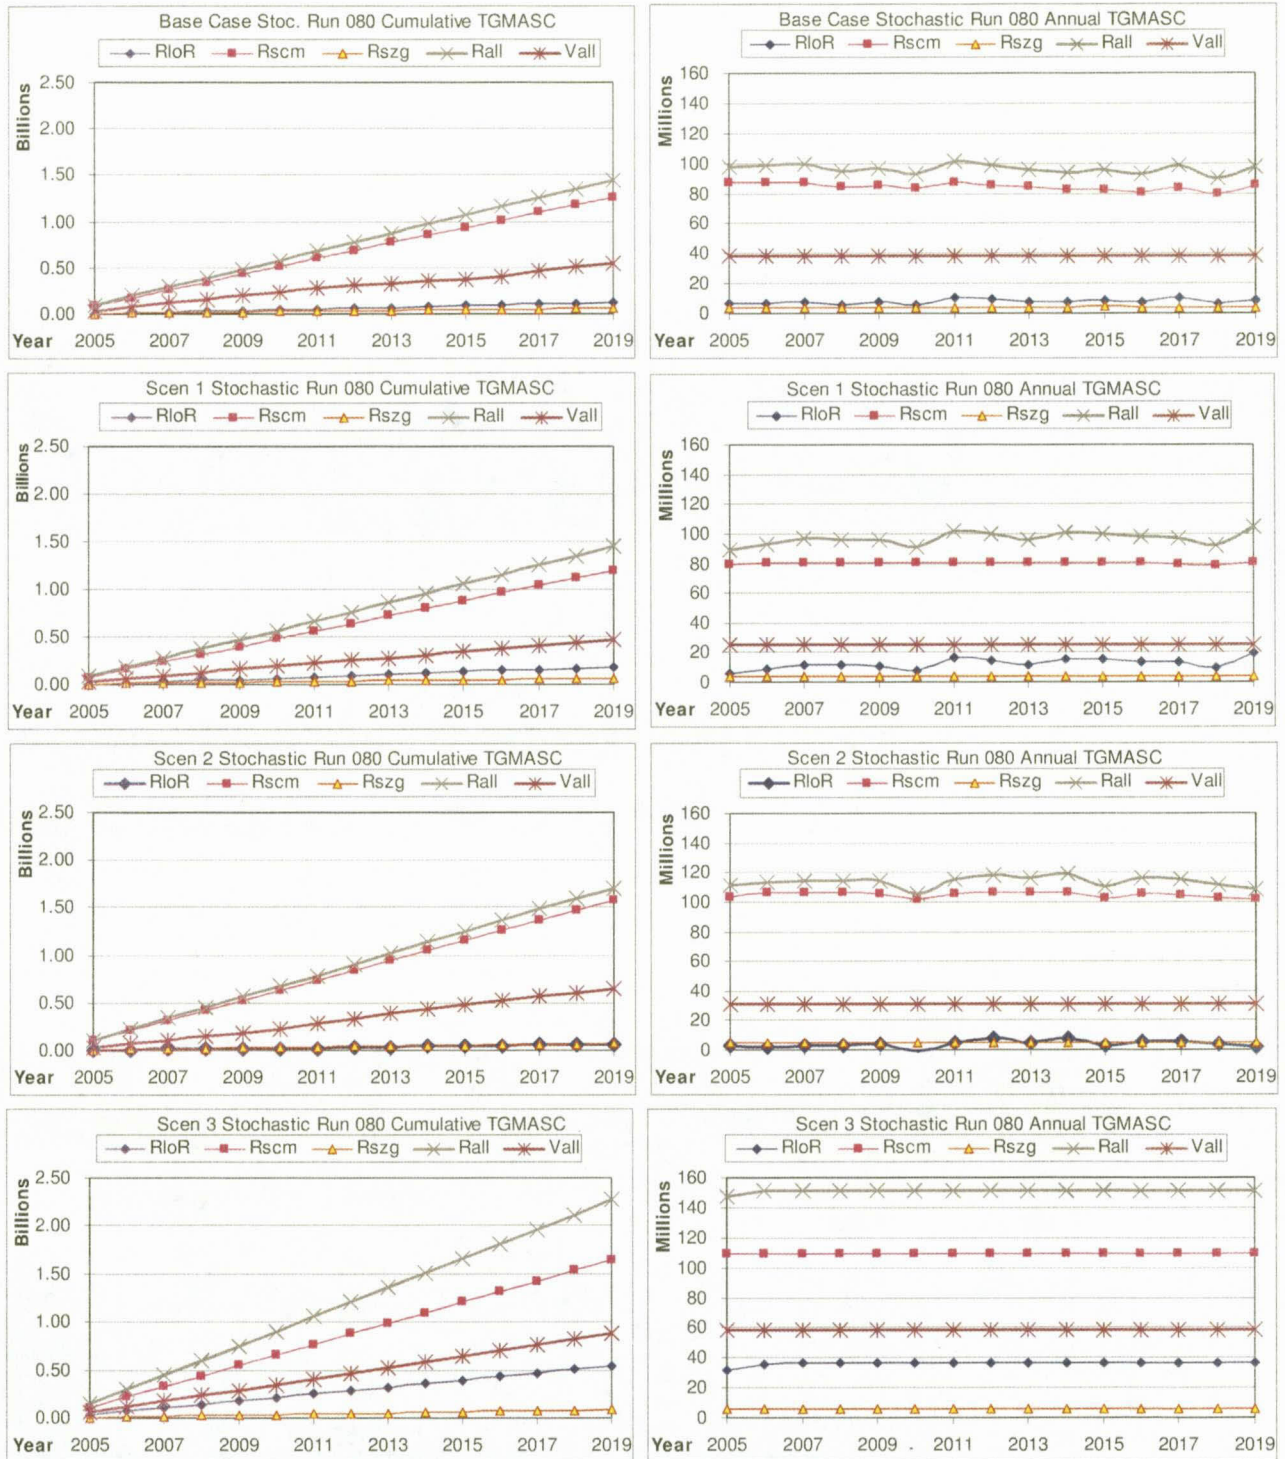 Base Case Stoc. Run 080 Cumulative TGMASC
RloR Rscm Rszg Rall Vall
Billions
2.50
2.00
1.50
1.00
0.50
0.00
Year 2005 2007 2009 2011 2013 2015 2017 2019
Base Case Stochastic Run 080 Annual TGMASC
RloR Rscm Rszg Rall Vall
Millions
160
140
120
100
80
60
40
20
0
Year 2005 2007 2009 2011 2013 2015 2017 2019
Scen 1 Stochastic Run 080 Cumulative TGMASC
RloR Rscm Rszg Rall Vall
Billions
2.50
2.00
1.50
1.00
0.50
0.00
Year 2005 2007 2009 2011 2013 2015 2017 2019
Scen 1 Stochastic Run 080 Annual TGMASC
RloR Rscm Rszg Rall Vall
Millions
160
140
120
100
80
60
40
20
0
Year 2005 2007 2009 2011 2013 2015 2017 2019
Scen 2 Stochastic Run 080 Cumulative TGMASC
RloR Rscm Rszg Rall Vall
Billions
2.50
2.00
1.50
1.00
0.50
0.00
Year 2005 2007 2009 2011 2013 2015 2017 2019
Scen 2 Stochastic Run 080 Annual TGMASC
RloR Rscm Rszg Rall Vall
Millions
160
140
120
100
80
60
40
20
0
Year 2005 2007 2009 2011 2013 2015 2017 2019
Scen 3 Stochastic Run 080 Cumulative TGMASC
RloR Rscm Rszg Rall Vall
Billions
2.50
2.00
1.50
1.00
0.50
0.00
Year 2005 2007 2009 2011 2013 2015 2017 2019
Scen 3 Stochastic Run 080 Annual TGMASC
RloR Rscm Rszg Rall Vall
Millions
160
140
120
100
80
60
40
20
0
Year 2005 2007 2009 2011 2013 2015 2017 2019